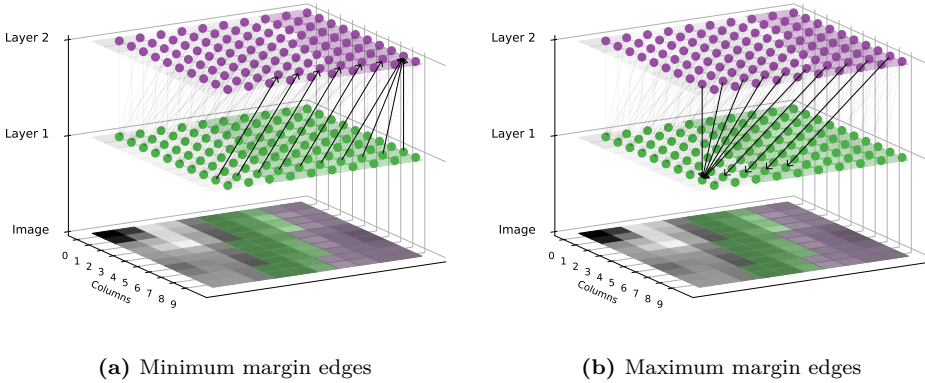 Layer 2
Layer 1
Image
0 1 2 3 4 5 6 7 8 9
Columns
Layer 2
Layer 1
Image
0 1 2 3 4 5 6 7 8 9
Columns
(a) Minimum margin edges
(b) Maximum margin edges